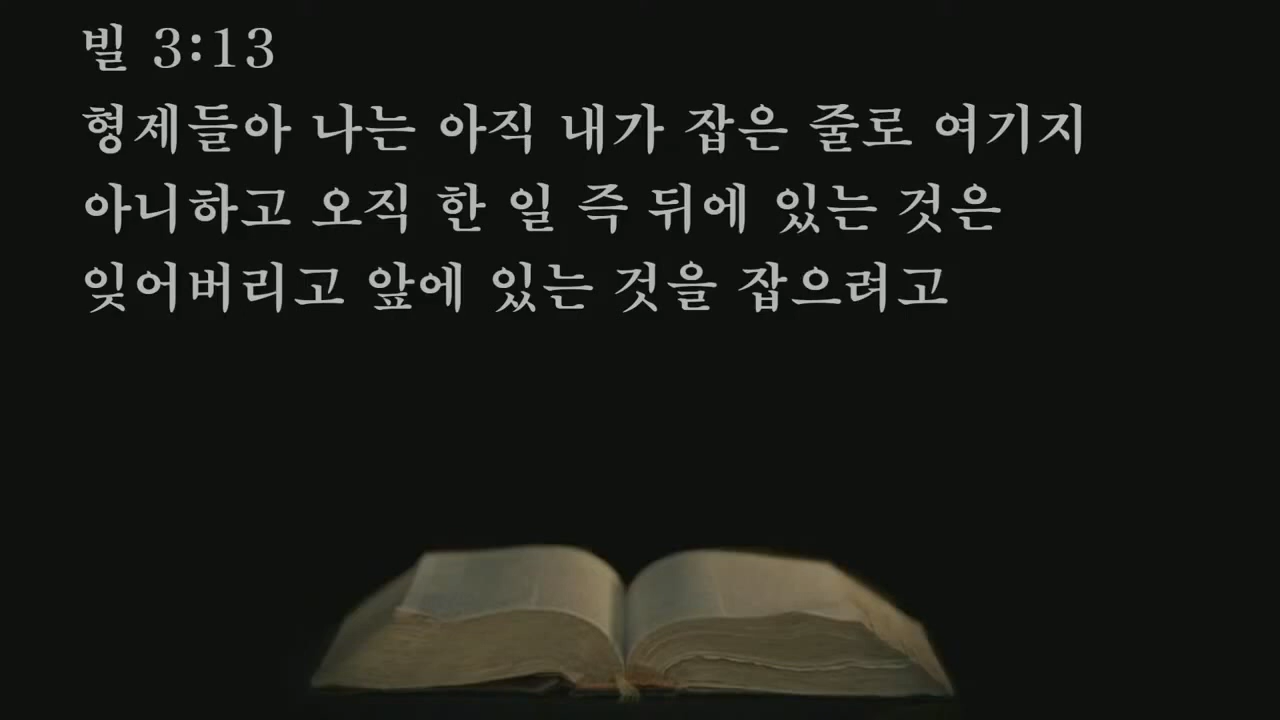 빌 3:13
형제들아 나는 아직 내가 잡은 줄로 여기지
아니하고 오직 한 일 즉 뒤에 있는 것은
잊어버리고 앞에 있는 것을 잡으려고